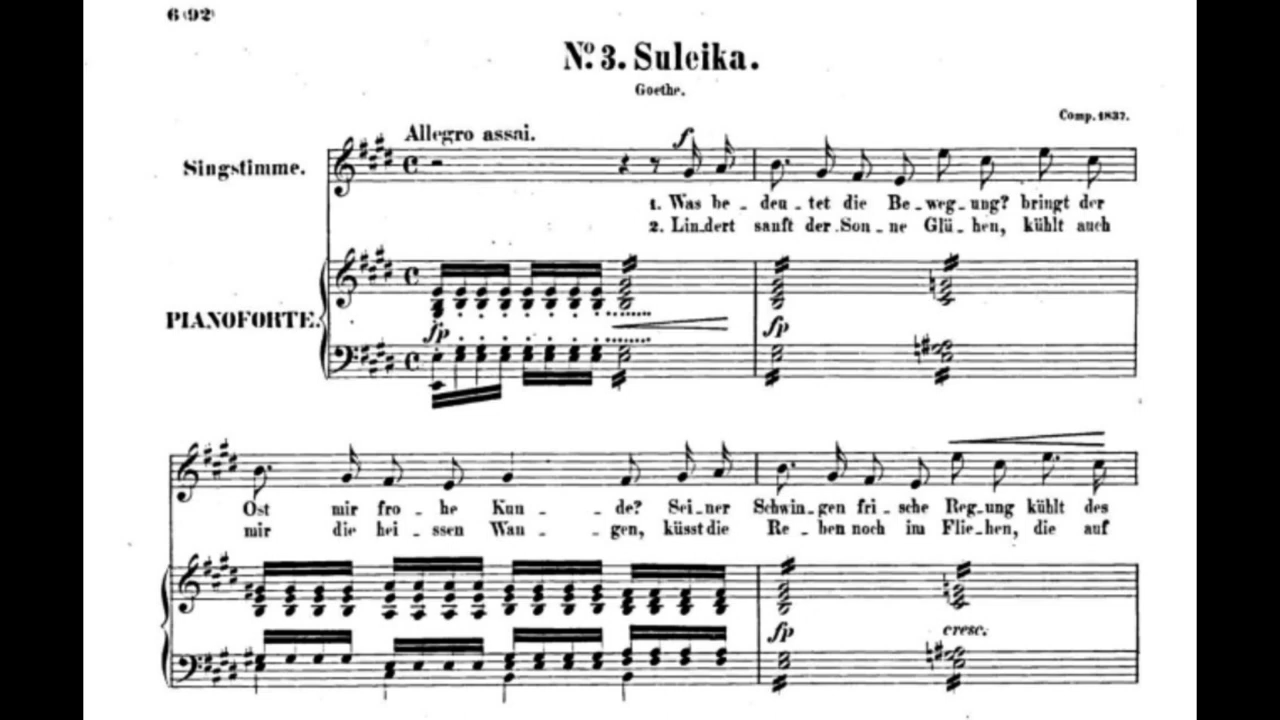 6 (92)
Nº 3. Suleika.
Goethe.
Comp. 1837.
Allegro assai.
f
Singstimme.
1. Was be - deu - tet die Be - weg - ung? bringt der
2. Lin - dert sanft der Son - ne Glü - hen, kühlt auch
PIANOFORTE.
sp sp
Ost mir fro - he Kun - de? Sei - ner Schwin - gen fri - sche Reg - ung kühlt des
mir die hei - ssen Wan - gen, küsst die Re - ben noch im Flie - hen, die auf
sp cresc.